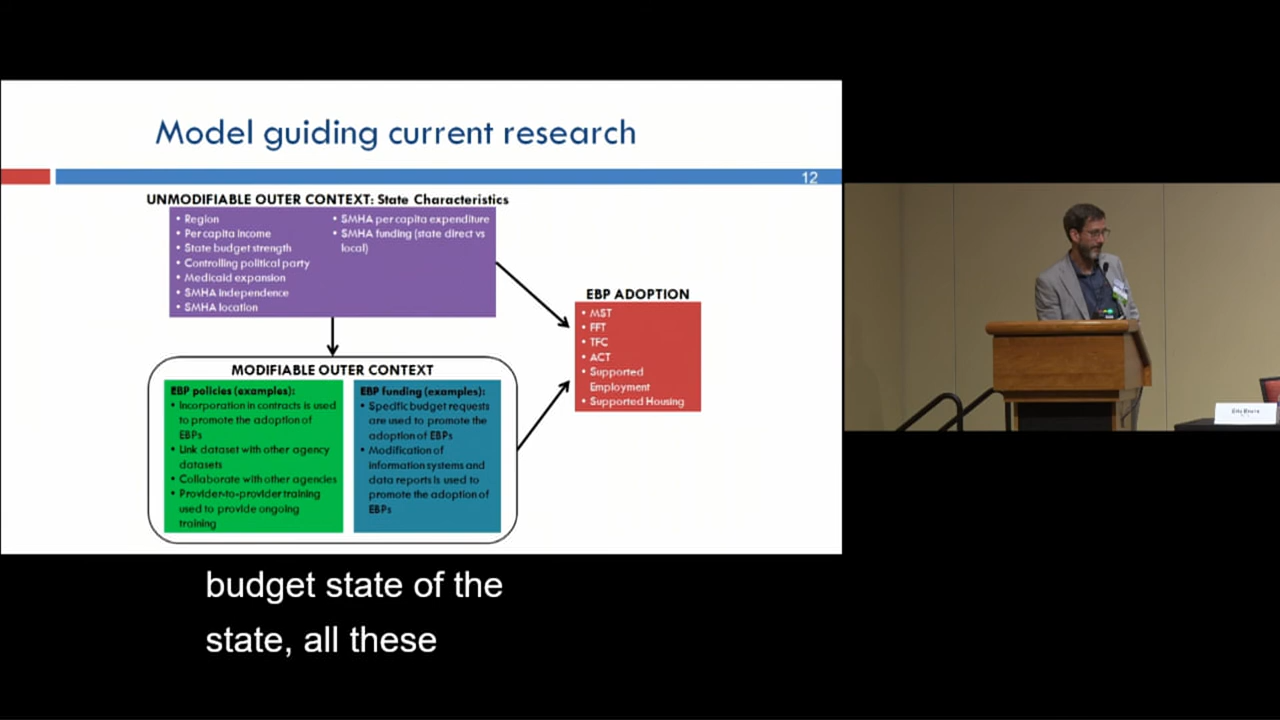 Model guiding current research
12
UNMODIFIABLE OUTER CONTEXT: State Characteristics
• Region
• Per capita income
• State budget strength
• Controlling political party
• Medicaid expansion
• SMHA independence
• SMHA location
• SMHA per capita expenditure
• SMHA funding (state direct vs
local)
EBP ADOPTION
• MST
• FFT
• TFC
• ACT
• Supported
Employment
• Supported Housing
MODIFIABLE OUTER CONTEXT
EBP policies (examples):
• Incorporation in contracts is used
to promote the adoption of
EBPs
• Link dataset with other agency
datasets
• Collaborate with other agencies
• Provider-to-provider training
used to provide ongoing
training
EBP funding (examples):
• Specific budget requests
are used to promote the
adoption of EBPs
• Modification of
information systems and
data reports is used to
promote the adoption of
EBPs
budget state of the
state, all these